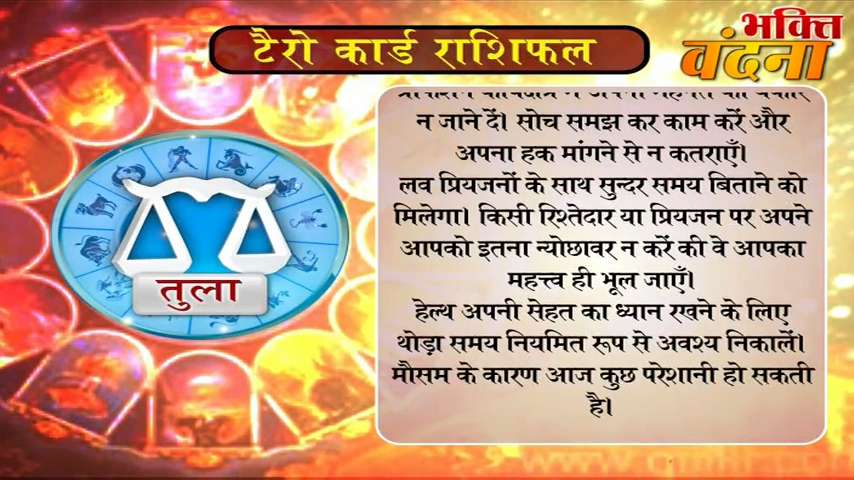 टैरो कार्ड राशिफल
भक्ति
वंदना
न जाने दें। सोच समझ कर काम करें और
अपना हक मांगने से न कतराएँ।
लव प्रियजनों के साथ सुन्दर समय बिताने को
मिलेगा। किसी रिश्तेदार या प्रियजन पर अपने
आपको इतना न्योछावर न करें की वे आपका
महत्त्व ही भूल जाएँ।
हेल्थ अपनी सेहत का ध्यान रखने के लिए
थोड़ा समय नियमित रूप से अवश्य निकालें।
मौसम के कारण आज कुछ परेशानी हो सकती
है।
तुला